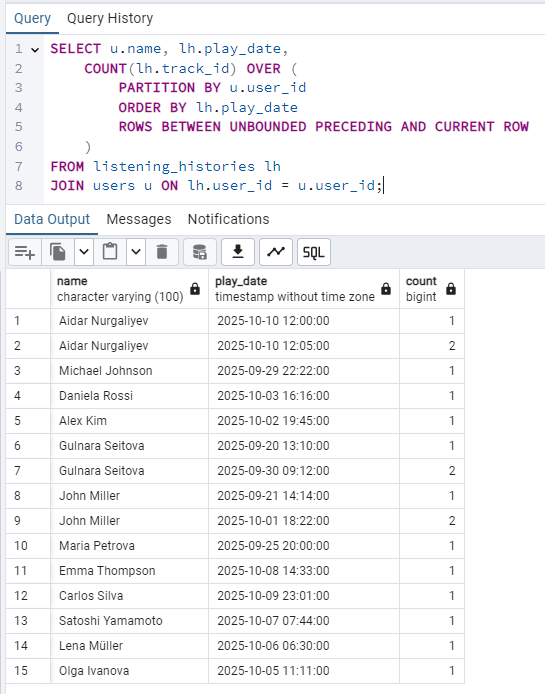 Query Query History
1 SELECT u.name, lh.play_date,
2 COUNT(lh.track_id) OVER (
3 PARTITION BY u.user_id
4 ORDER BY lh.play_date
5 ROWS BETWEEN UNBOUNDED PRECEDING AND CURRENT ROW
6 )
7 FROM listening_histories lh
8 JOIN users u ON lh.user_id = u.user_id;
Data Output Messages Notifications
SQL
name play_date count
character varying (100) timestamp without time zone bigint
1 Aidar Nurgaliyev 2025-10-10 12:00:00 1
2 Aidar Nurgaliyev 2025-10-10 12:05:00 2
3 Michael Johnson 2025-09-29 22:22:00 1
4 Daniela Rossi 2025-10-03 16:16:00 1
5 Alex Kim 2025-10-02 19:45:00 1
6 Gulnara Seitova 2025-09-20 13:10:00 1
7 Gulnara Seitova 2025-09-30 09:12:00 2
8 John Miller 2025-09-21 14:14:00 1
9 John Miller 2025-10-01 18:22:00 2
10 Maria Petrova 2025-09-25 20:00:00 1
11 Emma Thompson 2025-10-08 14:33:00 1
12 Carlos Silva 2025-10-09 23:01:00 1
13 Satoshi Yamamoto 2025-10-07 07:44:00 1
14 Lena Müller 2025-10-06 06:30:00 1
15 Olga Ivanova 2025-10-05 11:11:00 1